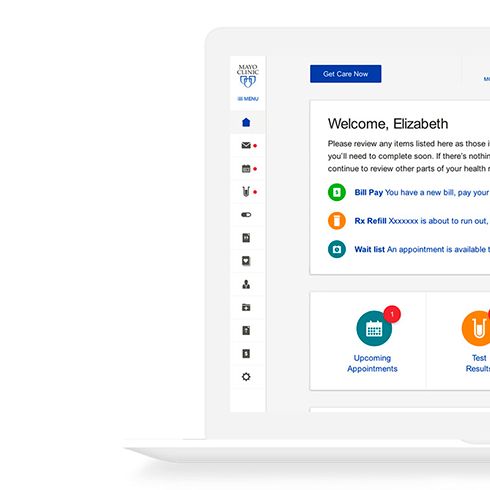 MAYO
CLINIC
MENU
Get Care Now
Welcome, Elizabeth
Please review any items listed here as those i
you'll need to complete soon. If there's nothin
continue to review other parts of your health
Bill Pay You have a new bill, pay your
Rx Refill Xxxxxxx is about to run out,
Wait list An appointment is available t
1
Upcoming
Appointments
Test
Results